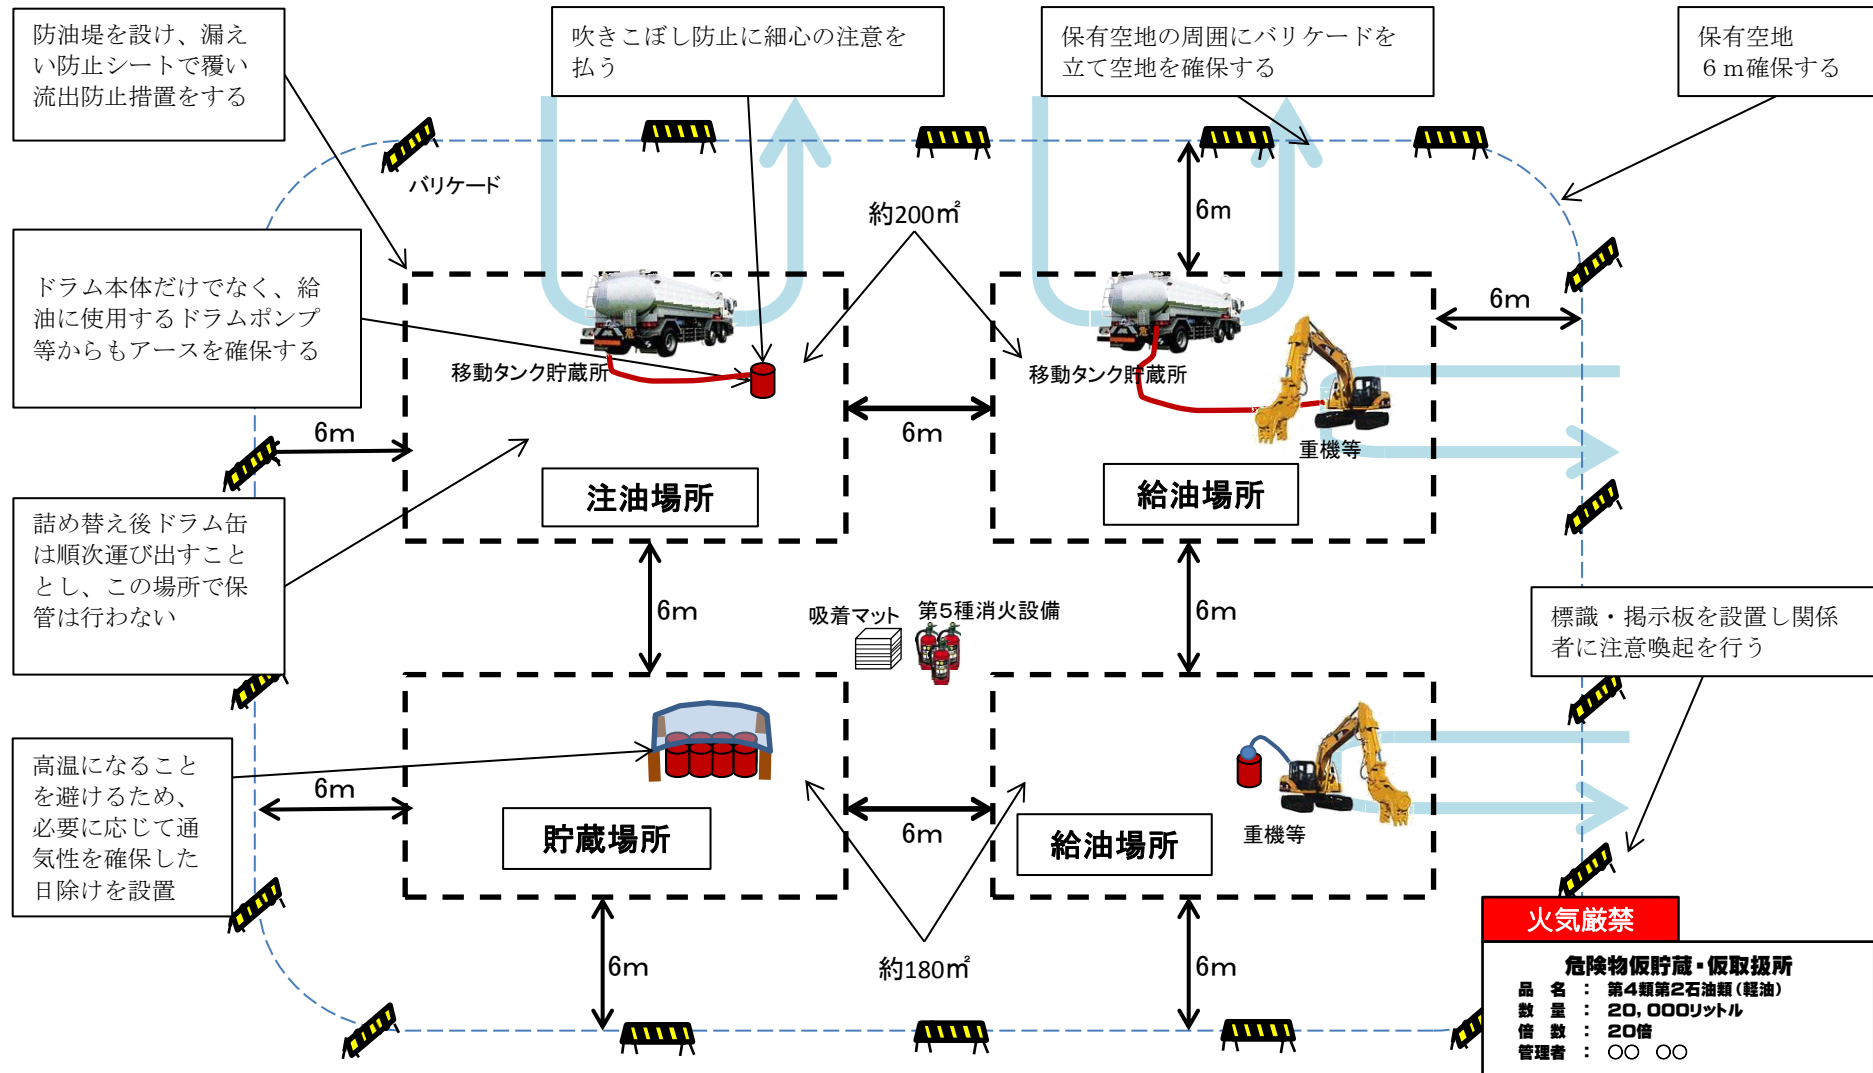 防油堤を設け、漏え
い防止シートで覆い
流出防止措置をする
吹きこぼし防止に細心の注意を
払う
保有空地の周囲にバリケードを
立て空地を確保する
保有空地
６ｍ確保する
バリケード
約200㎡
6m
ドラム本体だけでなく、給
油に使用するドラムポンプ
等からもアースを確保する
移動タンク貯蔵所
移動タンク貯蔵所
6m
6m
6m
重機等
注油場所
給油場所
詰め替え後ドラム缶
は順次運び出すこと
とし、この場所で保
管は行わない
6m
吸着マット
第5種消火設備
6m
標識・掲示板を設置し関係
者に注意喚起を行う
高温になること
を避けるため、
必要に応じて通
気性を確保した
日除けを設置
6m
6m
重機等
貯蔵場所
給油場所
6m
約180㎡
6m
火気厳禁
危険物仮貯蔵・仮取扱所
品　名　：　第4類第2石油類（軽油）
数　量　：　20,000リットル
倍　数　：　20倍
管理者　：　○○　○○